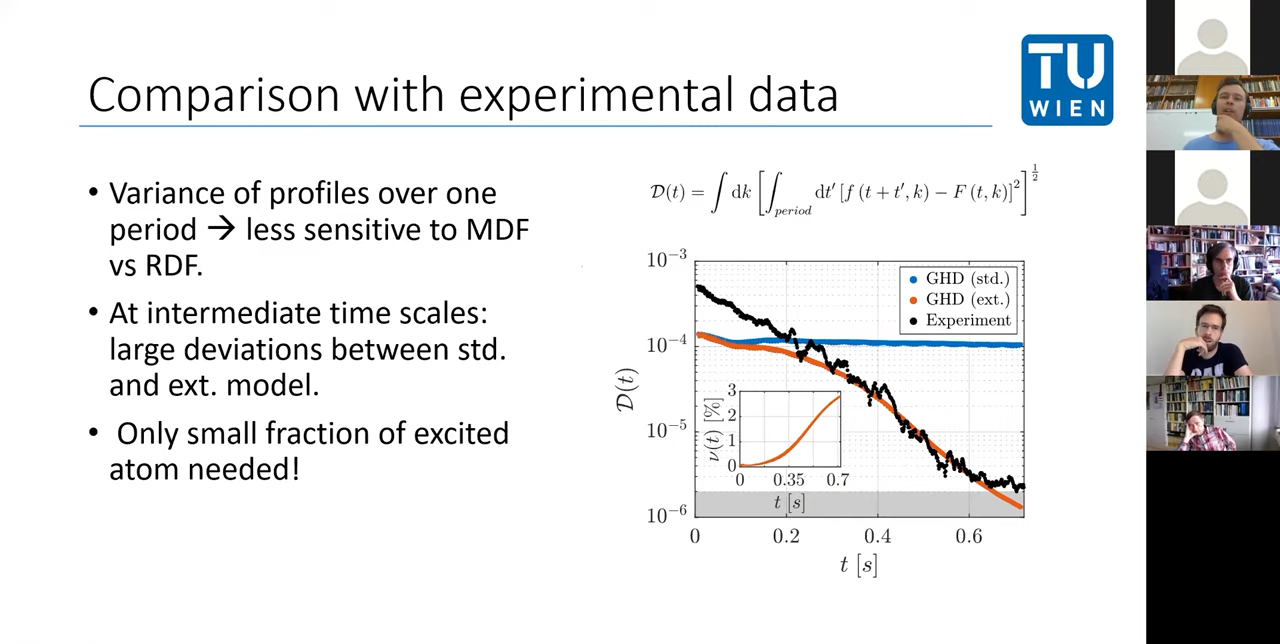 Comparison with experimental data
TU
WIEN
• Variance of profiles over one
period → less sensitive to MDF
vs RDF.
• At intermediate time scales:
large deviations between std.
and ext. model.
• Only small fraction of excited
atom needed!
𝒟(t) = ∫ dk [∫_period dt′ [f (t + t′, k) − F (t, k)]²]^½
10⁻³
10⁻⁴
10⁻⁵
10⁻⁶
𝒟(t)
GHD (std.)
GHD (ext.)
Experiment
3
2
1
0
ν(t) [%]
0 0.35 0.7
t [s]
0 0.2 0.4 0.6
t [s]